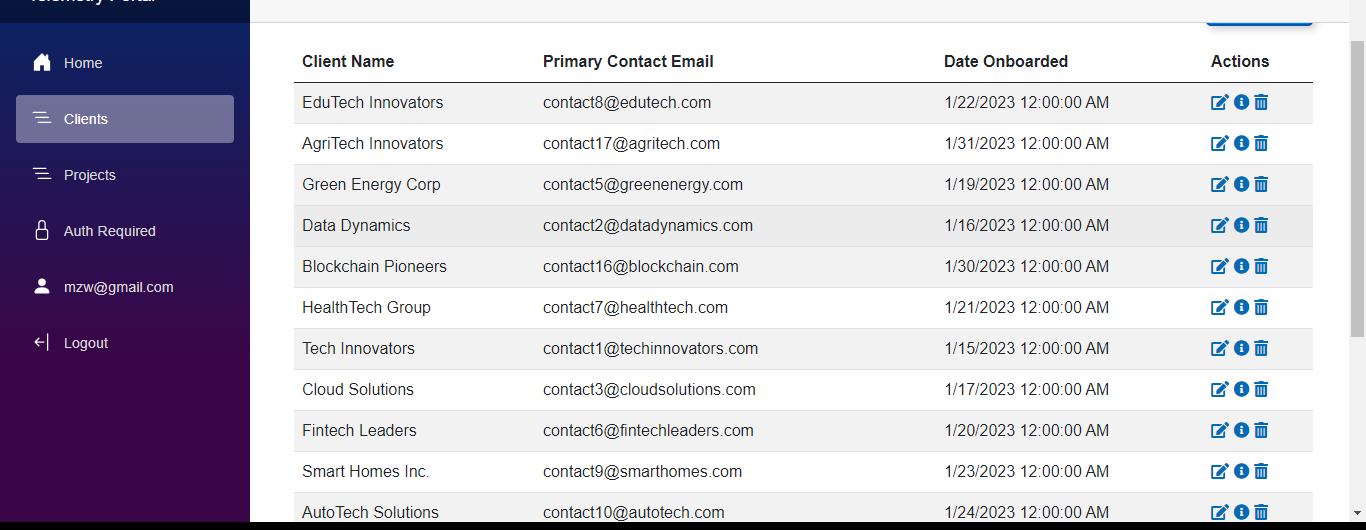 Telemetry Portal
Home
Clients
Projects
Auth Required
mzw@gmail.com
Logout
Client Name Primary Contact Email Date Onboarded Actions
EduTech Innovators contact8@edutech.com 1/22/2023 12:00:00 AM
AgriTech Innovators contact17@agritech.com 1/31/2023 12:00:00 AM
Green Energy Corp contact5@greenenergy.com 1/19/2023 12:00:00 AM
Data Dynamics contact2@datadynamics.com 1/16/2023 12:00:00 AM
Blockchain Pioneers contact16@blockchain.com 1/30/2023 12:00:00 AM
HealthTech Group contact7@healthtech.com 1/21/2023 12:00:00 AM
Tech Innovators contact1@techinnovators.com 1/15/2023 12:00:00 AM
Cloud Solutions contact3@cloudsolutions.com 1/17/2023 12:00:00 AM
Fintech Leaders contact6@fintechleaders.com 1/20/2023 12:00:00 AM
Smart Homes Inc. contact9@smarthomes.com 1/23/2023 12:00:00 AM
AutoTech Solutions contact10@autotech.com 1/24/2023 12:00:00 AM